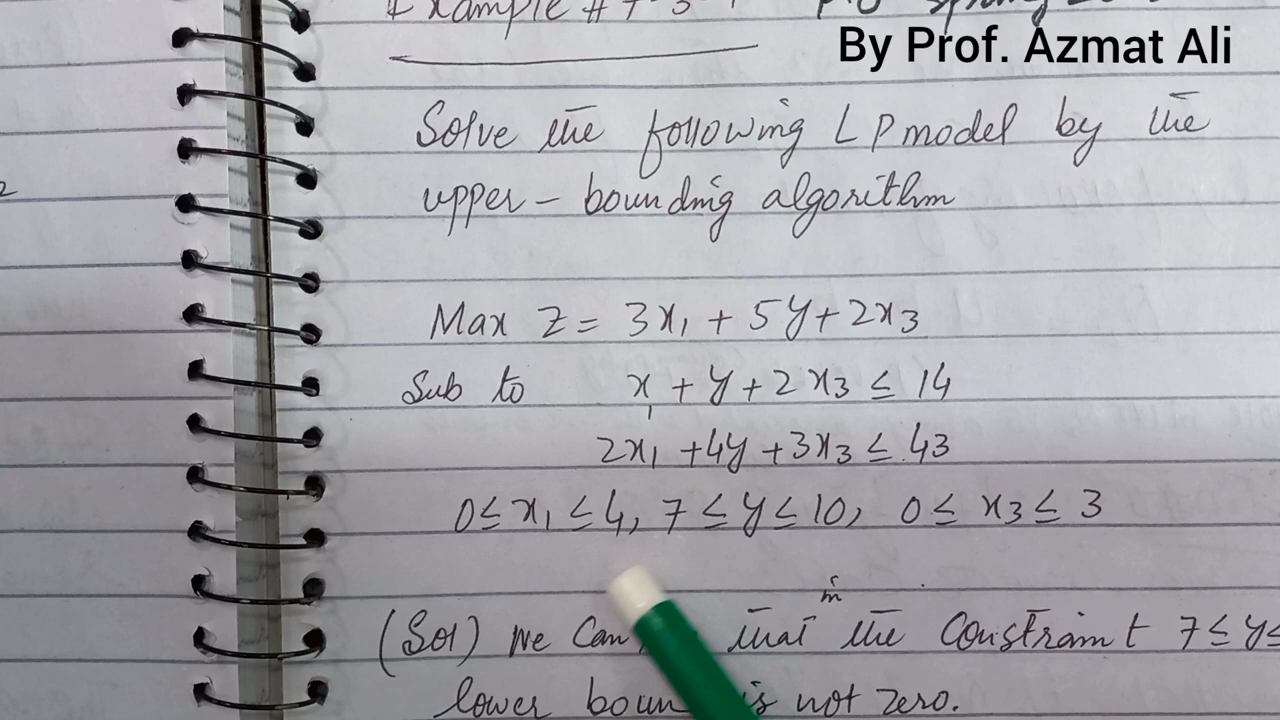 By Prof. Azmat Ali
Solve the following LP model by the
upper - bounding algorithm
Max Z = 3x₁ + 5y + 2x₃
Sub to x₁ + y + 2x₃ ≤ 14
2x₁ + 4y + 3x₃ ≤ 43
0 ≤ x₁ ≤ 4, 7 ≤ y ≤ 10, 0 ≤ x₃ ≤ 3
(Sol) We Can that in the Constraint 7 ≤ y ≤
lower is not zero.